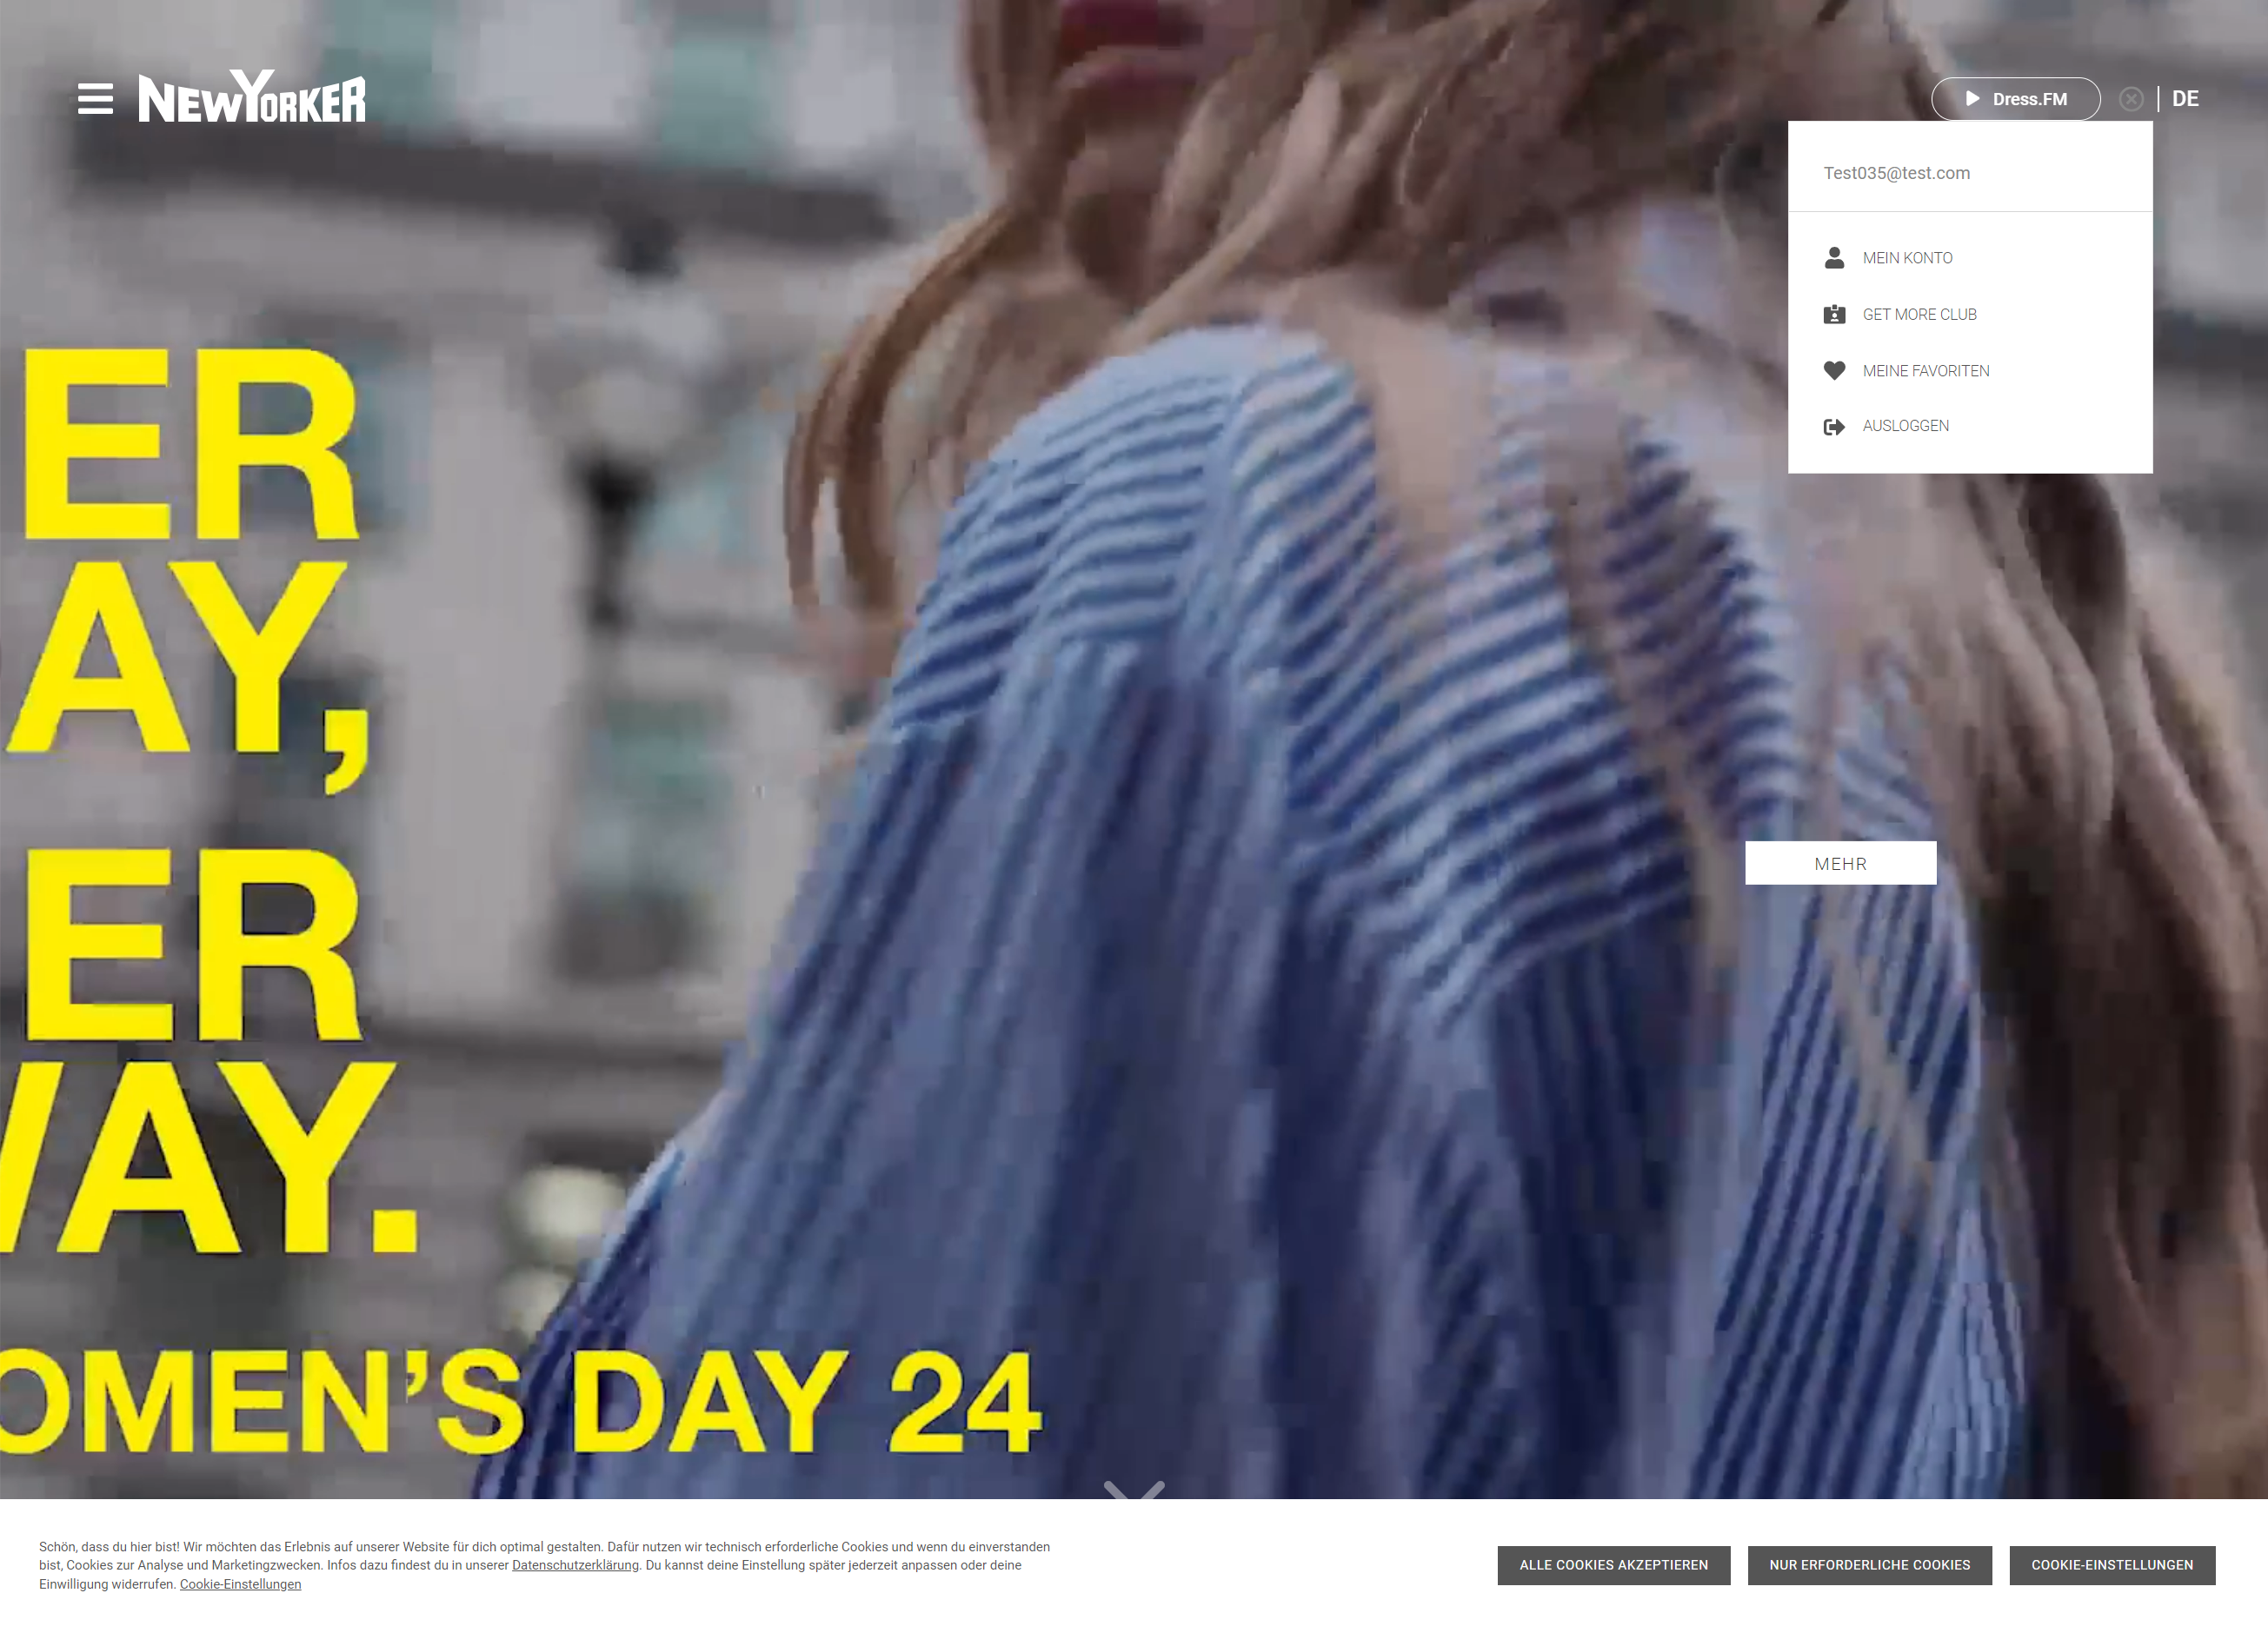 NEWYORKER
Dress.FM
DE
Test035@test.com
MEIN KONTO
GET MORE CLUB
MEINE FAVORITEN
AUSLOGGEN
ER
AY,
ER
WAY.
MEHR
OMEN'S DAY 24
Schön, dass du hier bist! Wir möchten das Erlebnis auf unserer Website für dich optimal gestalten. Dafür nutzen wir technisch erforderliche Cookies und wenn du einverstanden
bist, Cookies zur Analyse und Marketingzwecken. Infos dazu findest du in unserer Datenschutzerklärung. Du kannst deine Einstellung später jederzeit anpassen oder deine
Einwilligung widerrufen. Cookie-Einstellungen
ALLE COOKIES AKZEPTIEREN
NUR ERFORDERLICHE COOKIES
COOKIE-EINSTELLUNGEN